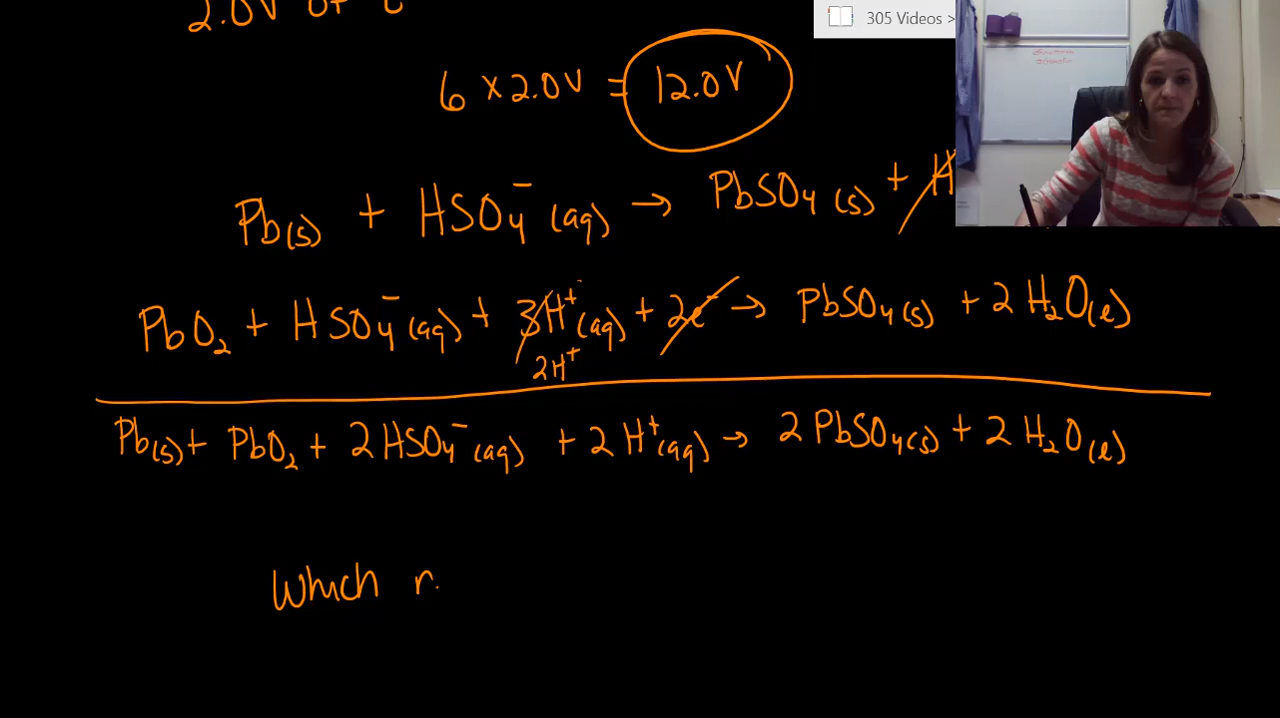 2.0V
305 Videos >
6 × 2.0V = 12.0V
Pb(s) + HSO₄⁻(aq) → PbSO₄(s) + H
PbO₂ + HSO₄⁻(aq) + 3H⁺(aq) + 2e⁻ → PbSO₄(s) + 2H₂O(l)
2H⁺
Pb(s) + PbO₂ + 2HSO₄⁻(aq) + 2H⁺(aq) → 2PbSO₄(s) + 2H₂O(l)
Which r